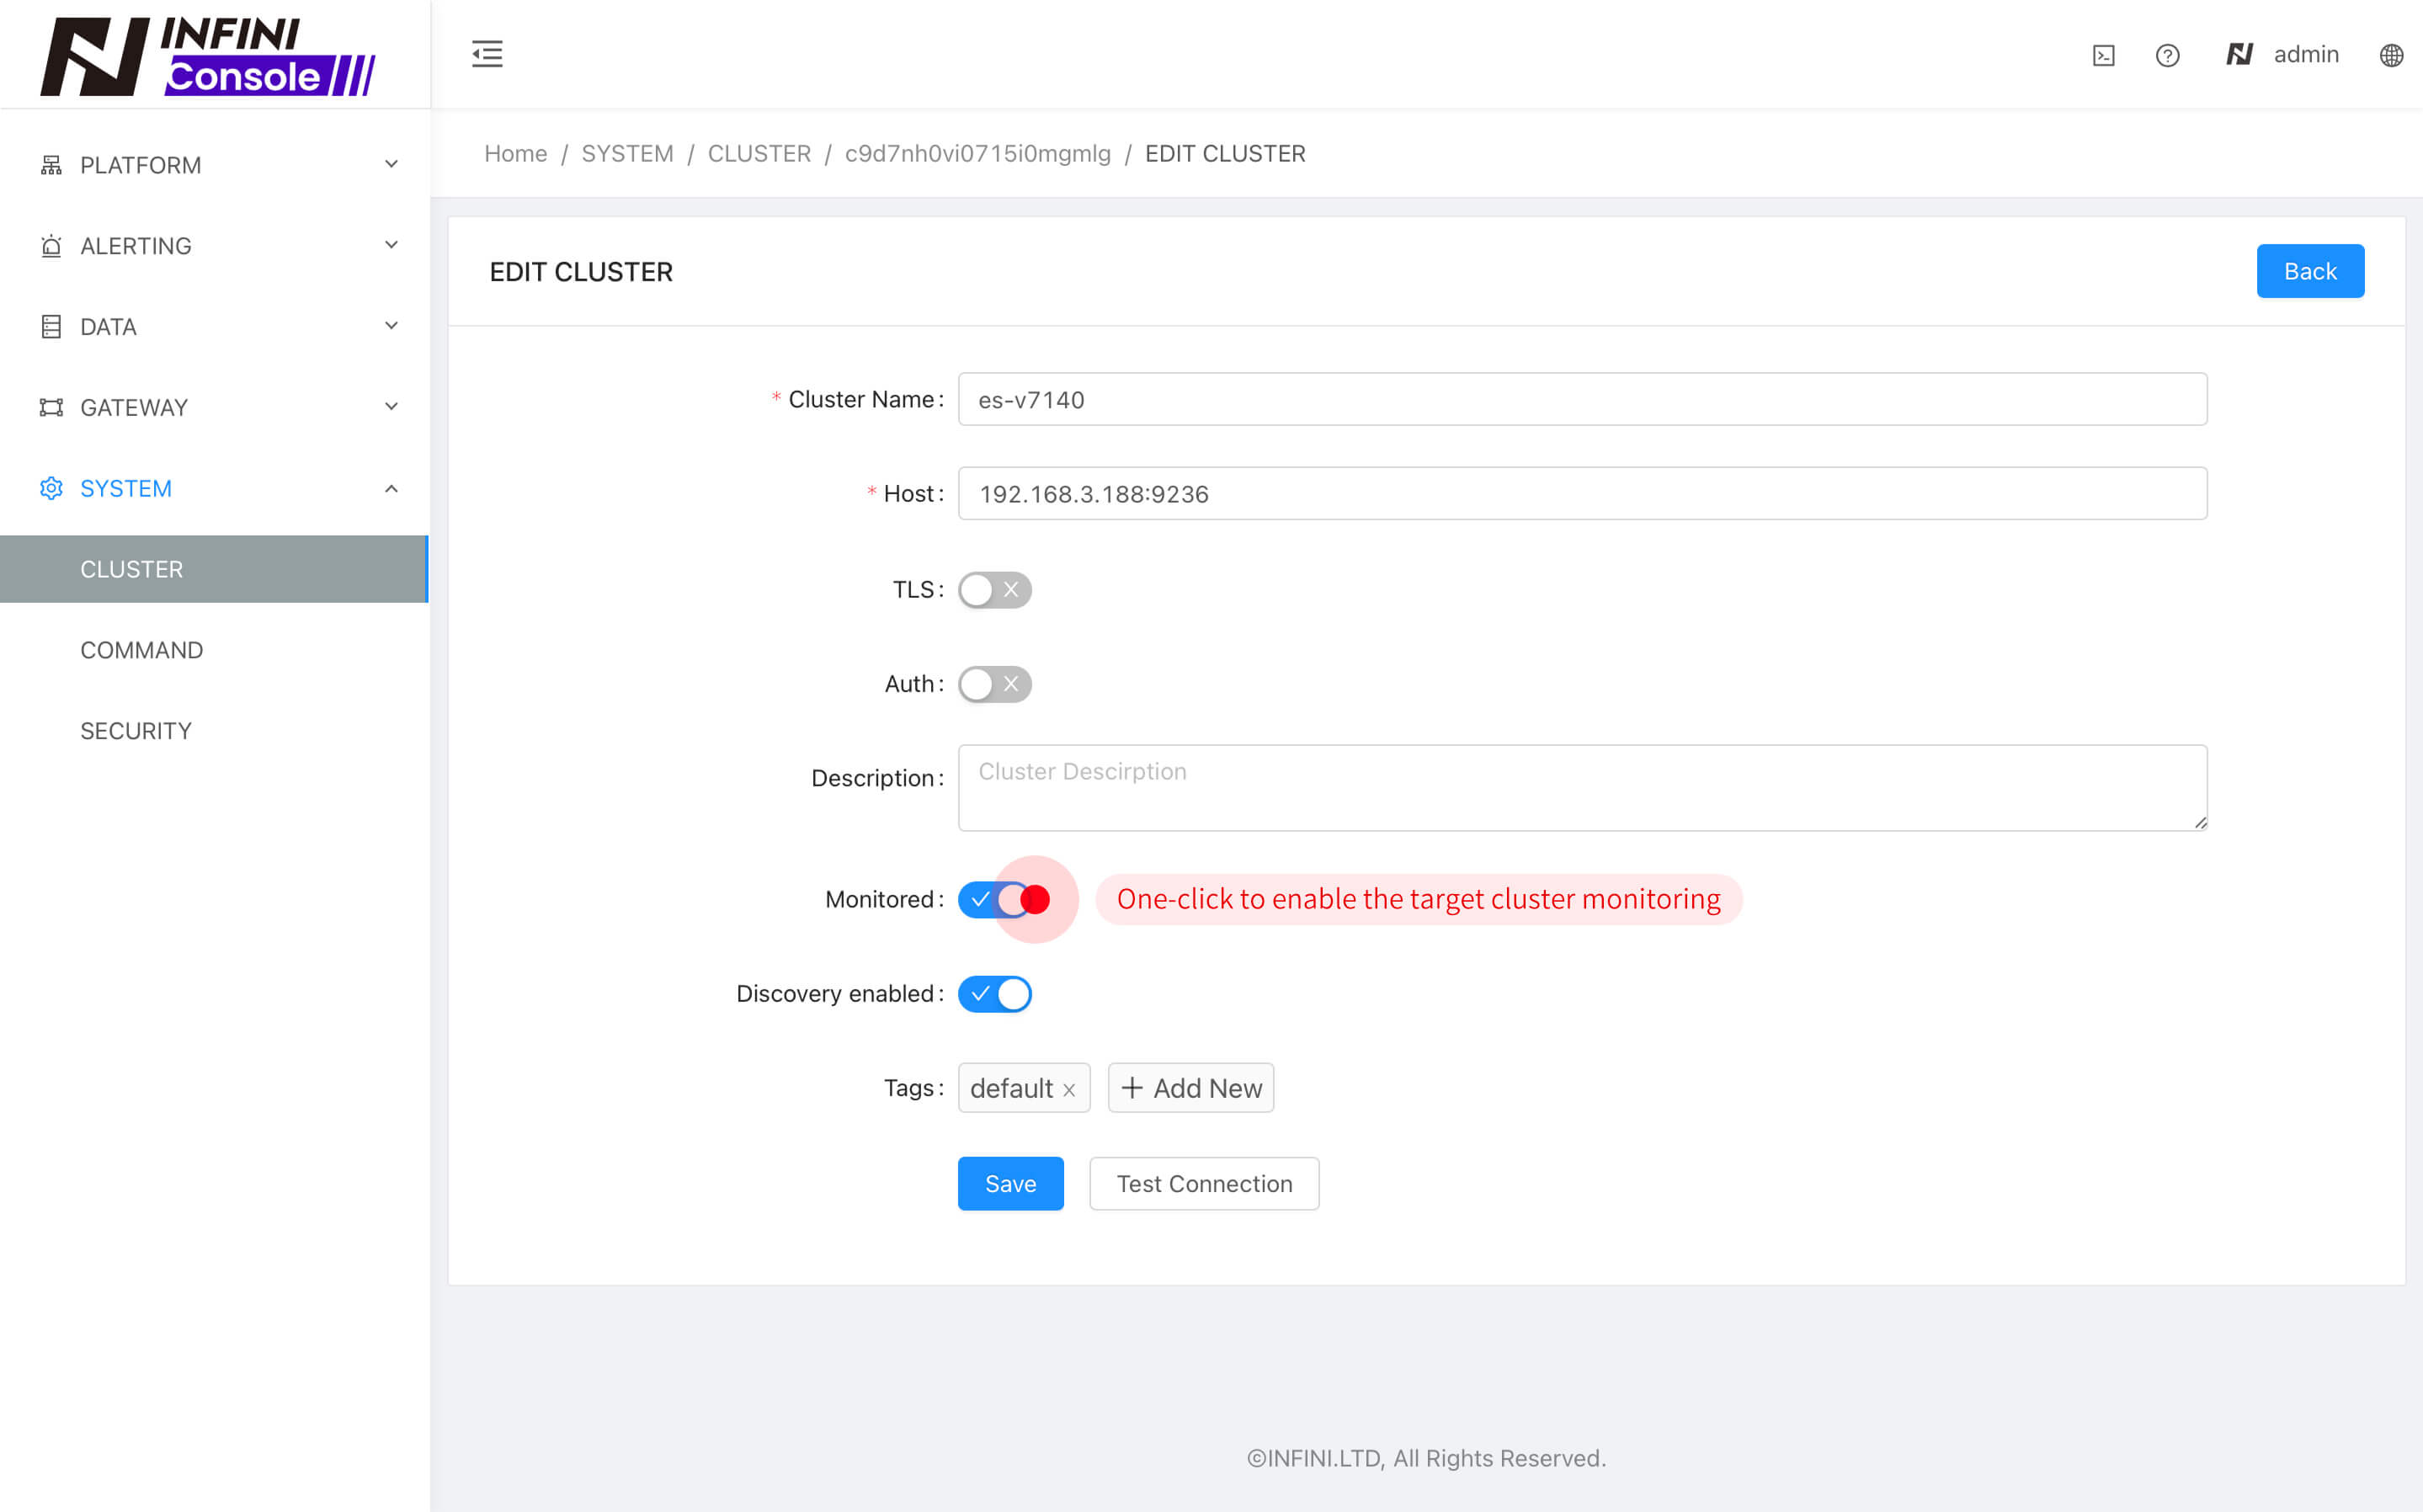 INFINI
Console
admin
PLATFORM
ALERTING
DATA
GATEWAY
SYSTEM
CLUSTER
COMMAND
SECURITY
Home / SYSTEM / CLUSTER / c9d7nh0vi0715i0mgmlg / EDIT CLUSTER
EDIT CLUSTER
Back
* Cluster Name: es-v7140
* Host: 192.168.3.188:9236
TLS:
Auth:
Description: Cluster Descirption
Monitored: One-click to enable the target cluster monitoring
Discovery enabled:
Tags: default x + Add New
Save Test Connection
©INFINI.LTD, All Rights Reserved.